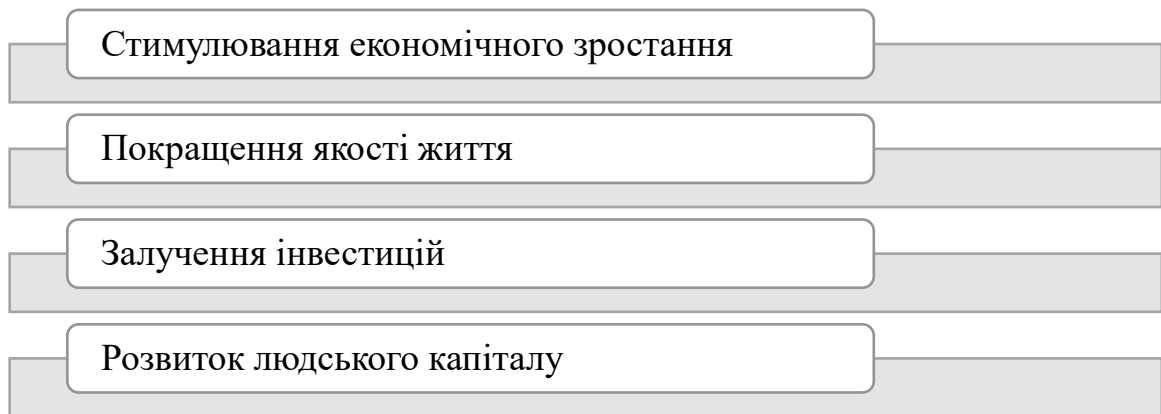 Стимулювання економічного зростання
Покращення якості життя
Залучення інвестицій
Розвиток людського капіталу